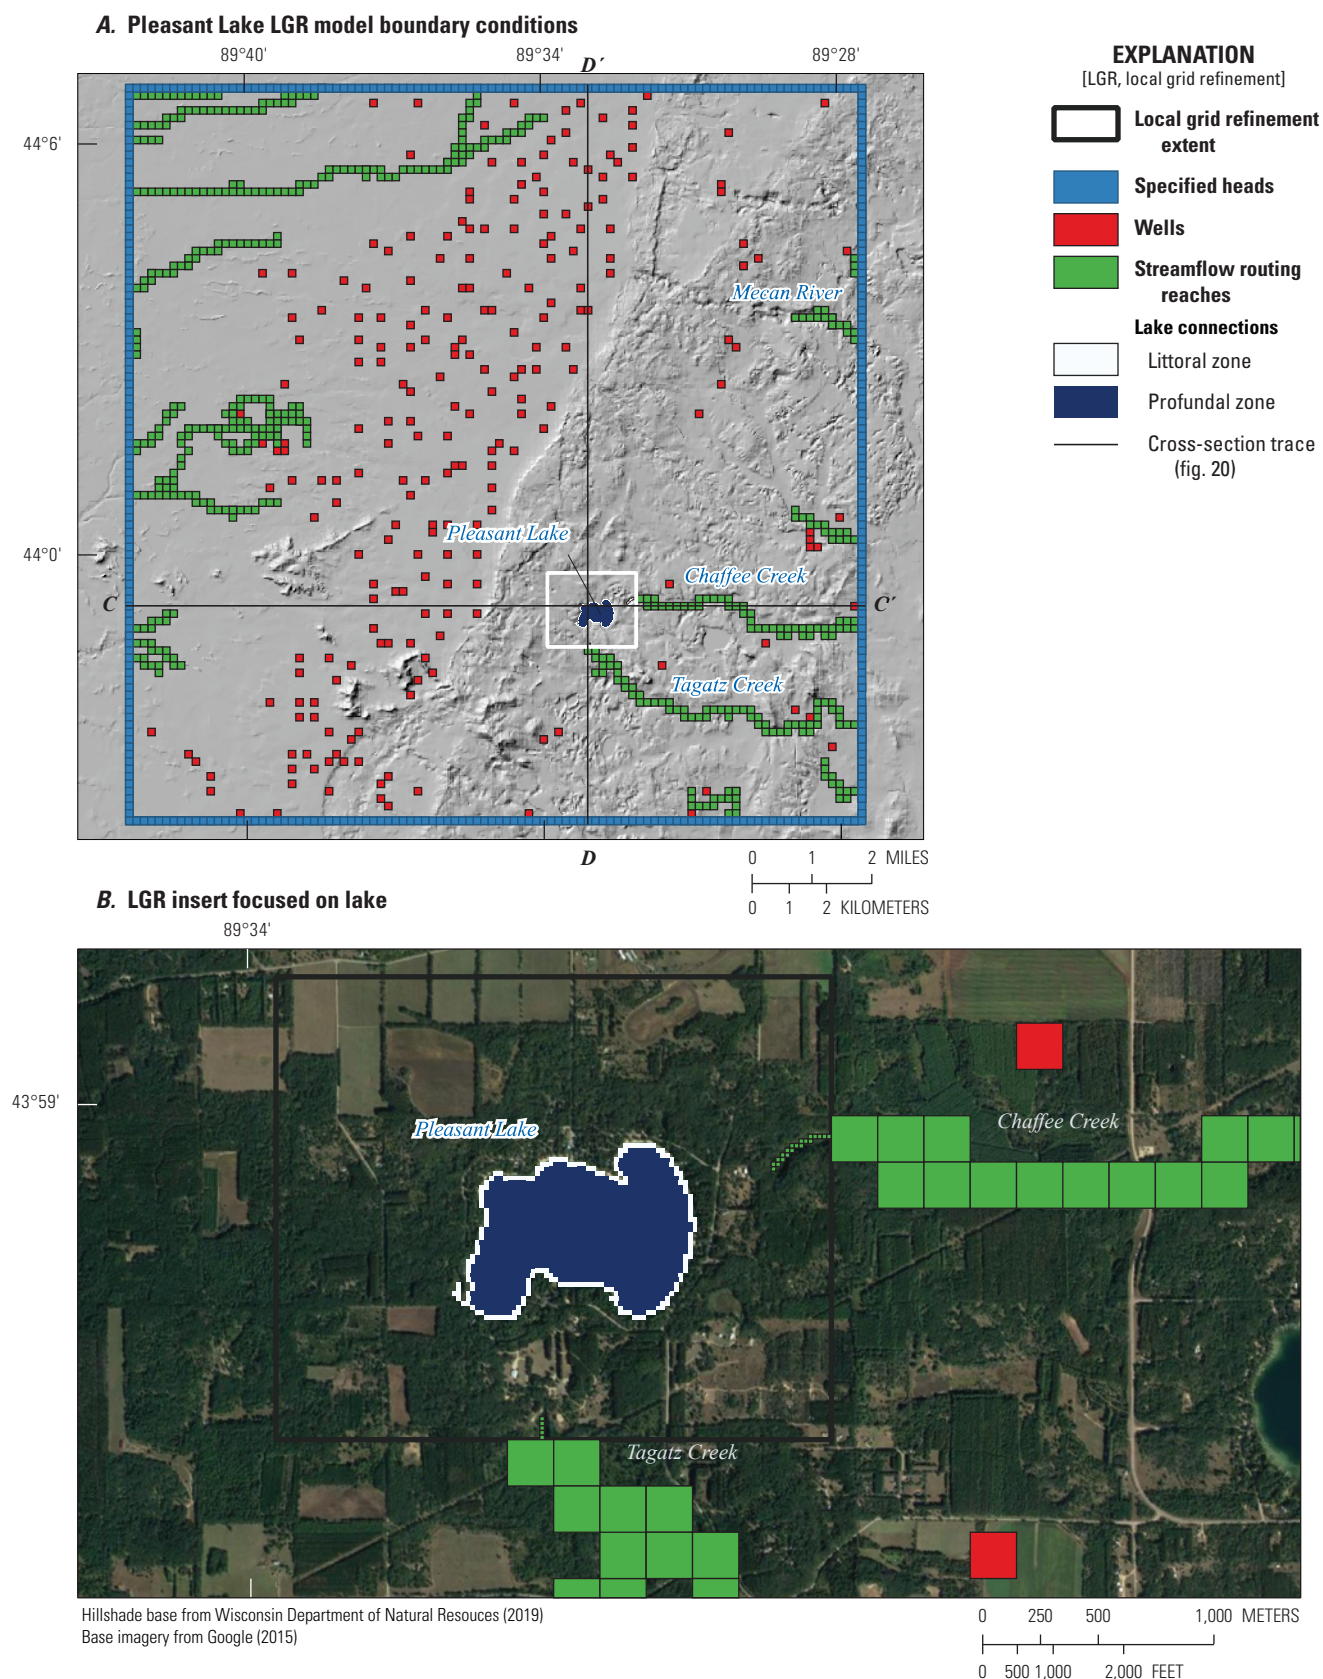 A. Pleasant Lake LGR model boundary conditions
89°40'
89°34'
89°28'
D´
44°6'
Mecan River
Pleasant Lake
44°0'
Chaffee Creek
C
C´
Tagatz Creek
D
0 1 2 MILES
0 1 2 KILOMETERS
EXPLANATION
[LGR, local grid refinement]
Local grid refinement
extent
Specified heads
Wells
Streamflow routing
reaches
Lake connections
Littoral zone
Profundal zone
Cross-section trace
(fig. 20)
B. LGR insert focused on lake
89°34'
43°59'
Pleasant Lake
Chaffee Creek
Tagatz Creek
Hillshade base from Wisconsin Department of Natural Resouces (2019)
Base imagery from Google (2015)
0 250 500 1,000 METERS
0 500 1,000 2,000 FEET